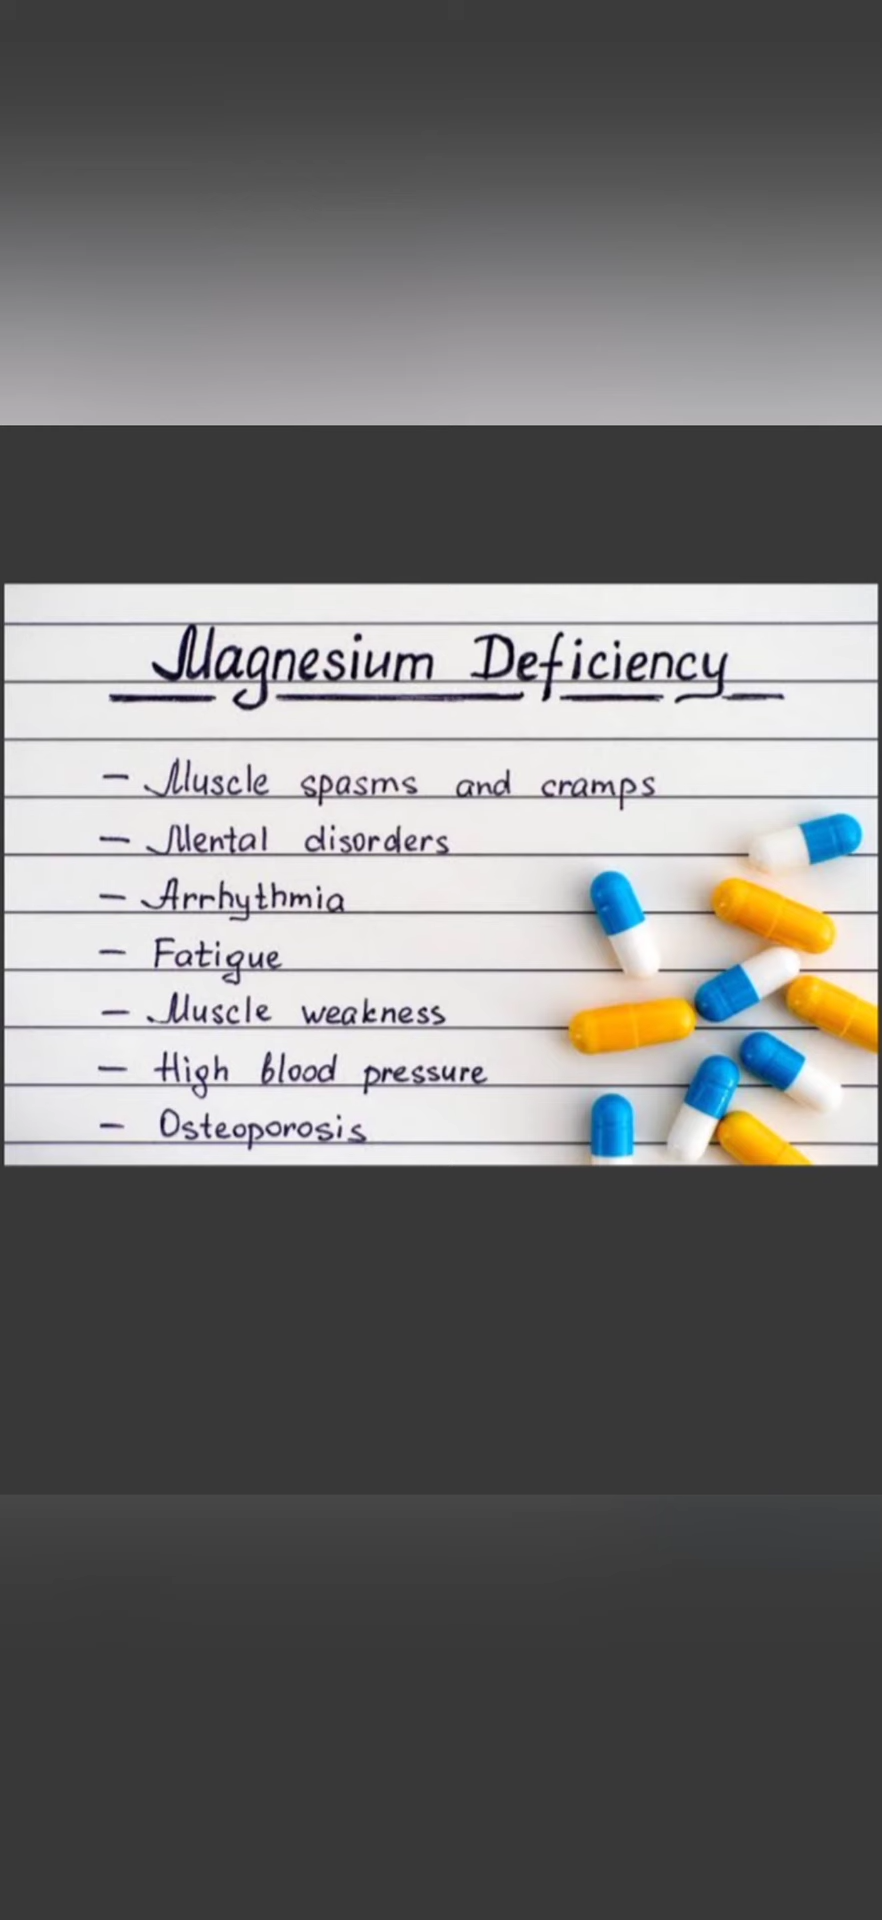 Magnesium Deficiency
- Muscle spasms and cramps
- Mental disorders
- Arrhythmia
- Fatigue
- Muscle weakness
- High blood pressure
- Osteoporosis